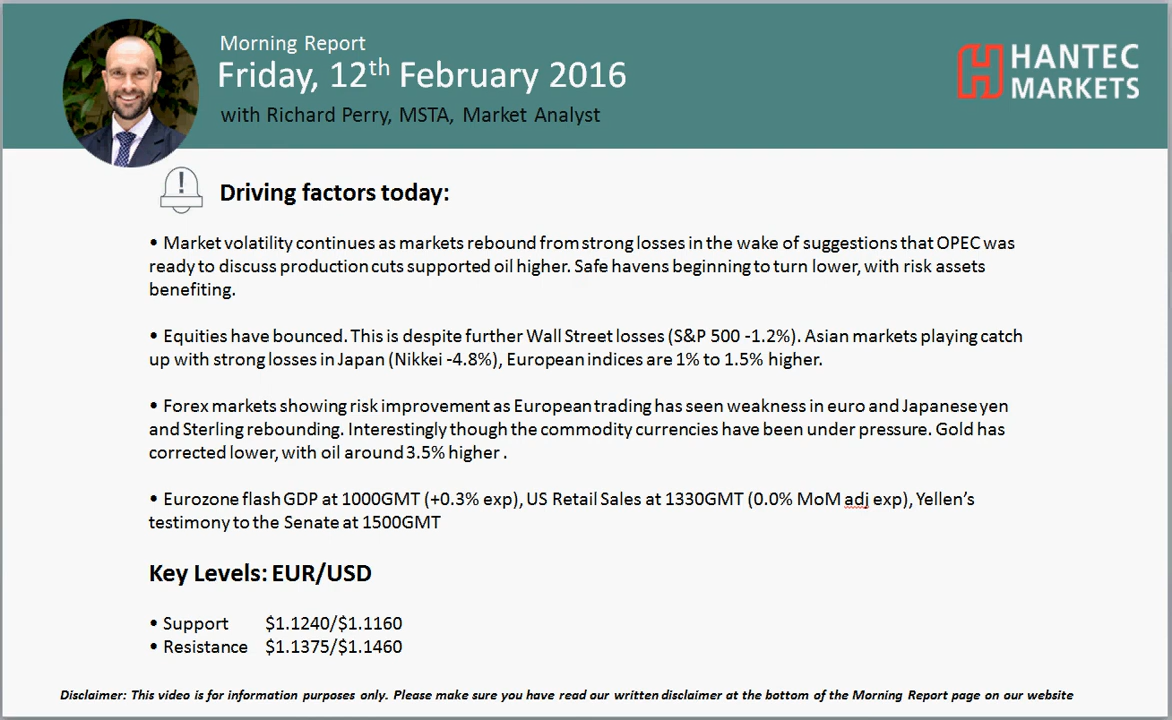 Morning Report
Friday, 12th February 2016
with Richard Perry, MSTA, Market Analyst
HANTEC
MARKETS
Driving factors today:
• Market volatility continues as markets rebound from strong losses in the wake of suggestions that OPEC was
ready to discuss production cuts supported oil higher. Safe havens beginning to turn lower, with risk assets
benefiting.
• Equities have bounced. This is despite further Wall Street losses (S&P 500 -1.2%). Asian markets playing catch
up with strong losses in Japan (Nikkei -4.8%), European indices are 1% to 1.5% higher.
• Forex markets showing risk improvement as European trading has seen weakness in euro and Japanese yen
and Sterling rebounding. Interestingly though the commodity currencies have been under pressure. Gold has
corrected lower, with oil around 3.5% higher .
• Eurozone flash GDP at 1000GMT (+0.3% exp), US Retail Sales at 1330GMT (0.0% MoM adj exp), Yellen's
testimony to the Senate at 1500GMT
Key Levels: EUR/USD
• Support $1.1240/$1.1160
• Resistance $1.1375/$1.1460
Disclaimer: This video is for information purposes only. Please make sure you have read our written disclaimer at the bottom of the Morning Report page on our website